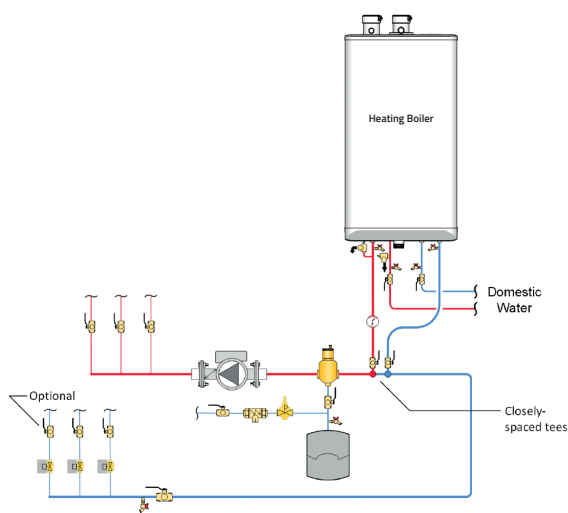 Heating Boiler
Domestic
Water
Optional
Closely-
spaced tees